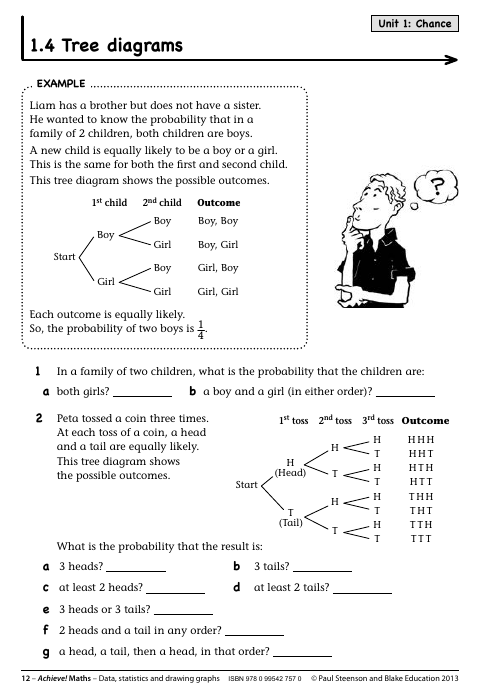 Unit 1: Chance
1.4 Tree diagrams
EXAMPLE
Liam has a brother but does not have a sister.
He wanted to know the probability that in a
family of 2 children, both children are boys.
A new child is equally likely to be a boy or a girl.
This is the same for both the first and second child.
This tree diagram shows the possible outcomes.
1st child 2nd child Outcome
Boy Boy, Boy
Boy
Girl Boy, Girl
Start
Boy Girl, Boy
Girl
Girl Girl, Girl
Each outcome is equally likely.
So, the probability of two boys is 1/4.
?
1 In a family of two children, what is the probability that the children are:
a both girls? ________ b a boy and a girl (in either order)? ________
2 Peta tossed a coin three times.
At each toss of a coin, a head
and a tail are equally likely.
This tree diagram shows
the possible outcomes.
1st toss 2nd toss 3rd toss Outcome
H H H H
H
T H H T
H
(Head)
H H T H
T
T H T T
Start
H T H H
H
T T H T
T
(Tail)
H T T H
T
T T T T
What is the probability that the result is:
a 3 heads? ________ b 3 tails? ________
c at least 2 heads? ________ d at least 2 tails? ________
e 3 heads or 3 tails? ________
f 2 heads and a tail in any order? ________
g a head, a tail, then a head, in that order? ________
12 – Achieve! Maths – Data, statistics and drawing graphs ISBN 978 0 99542 757 0 © Paul Steenson and Blake Education 2013